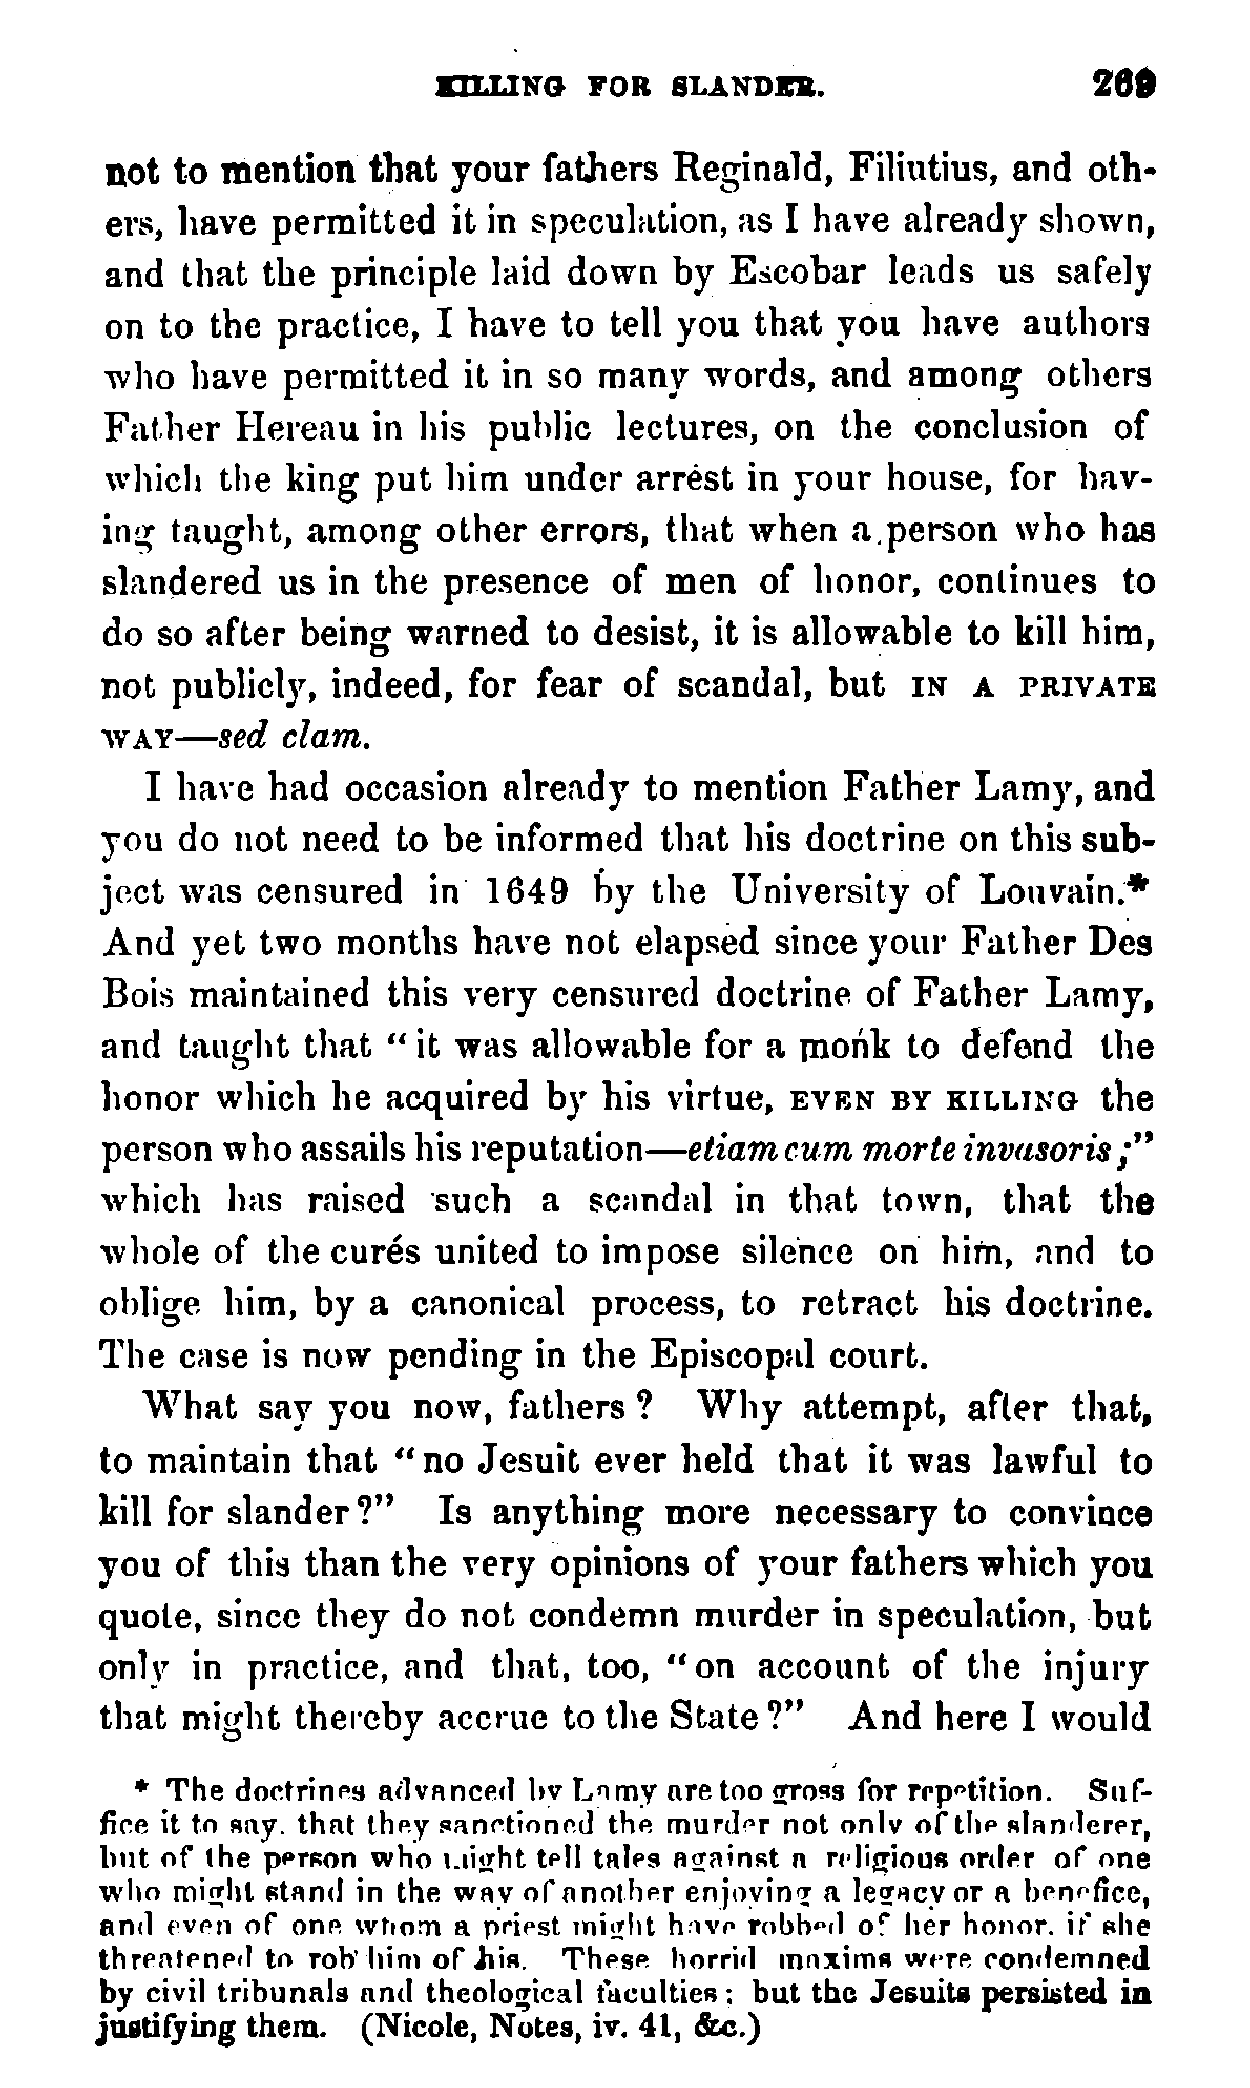 KILLING FOR SLANDER. 269
not to mention that your fathers Reginald, Filiutius, and oth-
ers, have permitted it in speculation, as I have already shown,
and that the principle laid down by Escobar leads us safely
on to the practice, I have to tell you that you have authors
who have permitted it in so many words, and among others
Father Hereau in his public lectures, on the conclusion of
which the king put him under arrest in your house, for hav-
ing taught, among other errors, that when a person who has
slandered us in the presence of men of honor, continues to
do so after being warned to desist, it is allowable to kill him,
not publicly, indeed, for fear of scandal, but IN A PRIVATE
WAY—sed clam.
I have had occasion already to mention Father Lamy, and
you do not need to be informed that his doctrine on this sub-
ject was censured in 1649 by the University of Louvain.*
And yet two months have not elapsed since your Father Des
Bois maintained this very censured doctrine of Father Lamy,
and taught that "it was allowable for a monk to defend the
honor which he acquired by his virtue, EVEN BY KILLING the
person who assails his reputation—etiam cum morte invasoris;"
which has raised such a scandal in that town, that the
whole of the curés united to impose silence on him, and to
oblige him, by a canonical process, to retract his doctrine.
The case is now pending in the Episcopal court.
What say you now, fathers? Why attempt, after that,
to maintain that "no Jesuit ever held that it was lawful to
kill for slander?" Is anything more necessary to convince
you of this than the very opinions of your fathers which you
quote, since they do not condemn murder in speculation, but
only in practice, and that, too, "on account of the injury
that might thereby accrue to the State?" And here I would
* The doctrines advanced by Lamy are too gross for repetition. Suf-
fice it to say. that they sanctioned the murder not only of the slanderer,
but of the person who might tell tales against a religious order of one
who might stand in the way of another enjoying a legacy or a benefice,
and even of one whom a priest might have robbed of her honor. if she
threatened to rob him of his. These horrid maxims were condemned
by civil tribunals and theological faculties; but the Jesuits persisted in
justifying them. (Nicole, Notes, iv. 41, &c.)